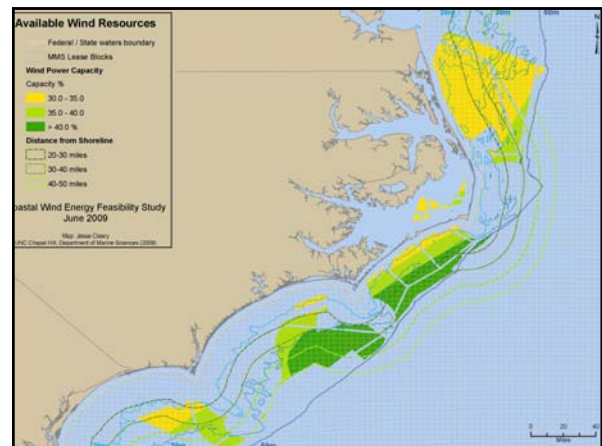 Available Wind Resources
Federal / State waters boundary
MMS Lease Blocks
Wind Power Capacity
Capacity %
30.0 - 35.0
35.0 - 40.0
> 40.0 %
Distance from Shoreline
20-30 miles
30-40 miles
40-50 miles
oastal Wind Energy Feasibility Study
June 2009
Map: Jesse Cleary
UNC Chapel Hill, Department of Marine Sciences (2009)
30m
50m
N
0 20 40
Miles